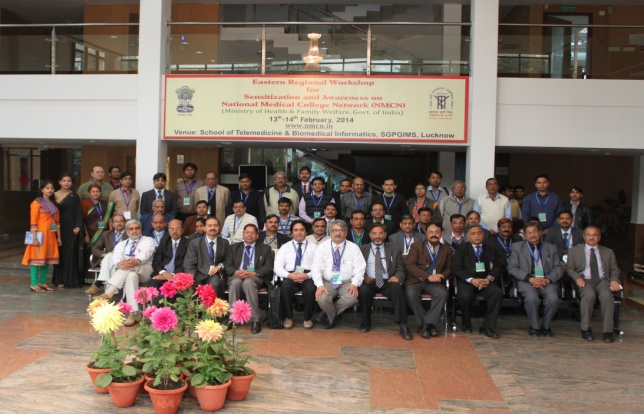 Eastern Regional Workshop
for
Sensitization and Awareness on
National Medical College Network (NMCN)
(Ministry of Health & Family Welfare, Govt. of India)
13th-14th February, 2014
www.nmcn.in
Venue: School of Telemedicine & Biomedical Informatics, SGPGIMS, Lucknow